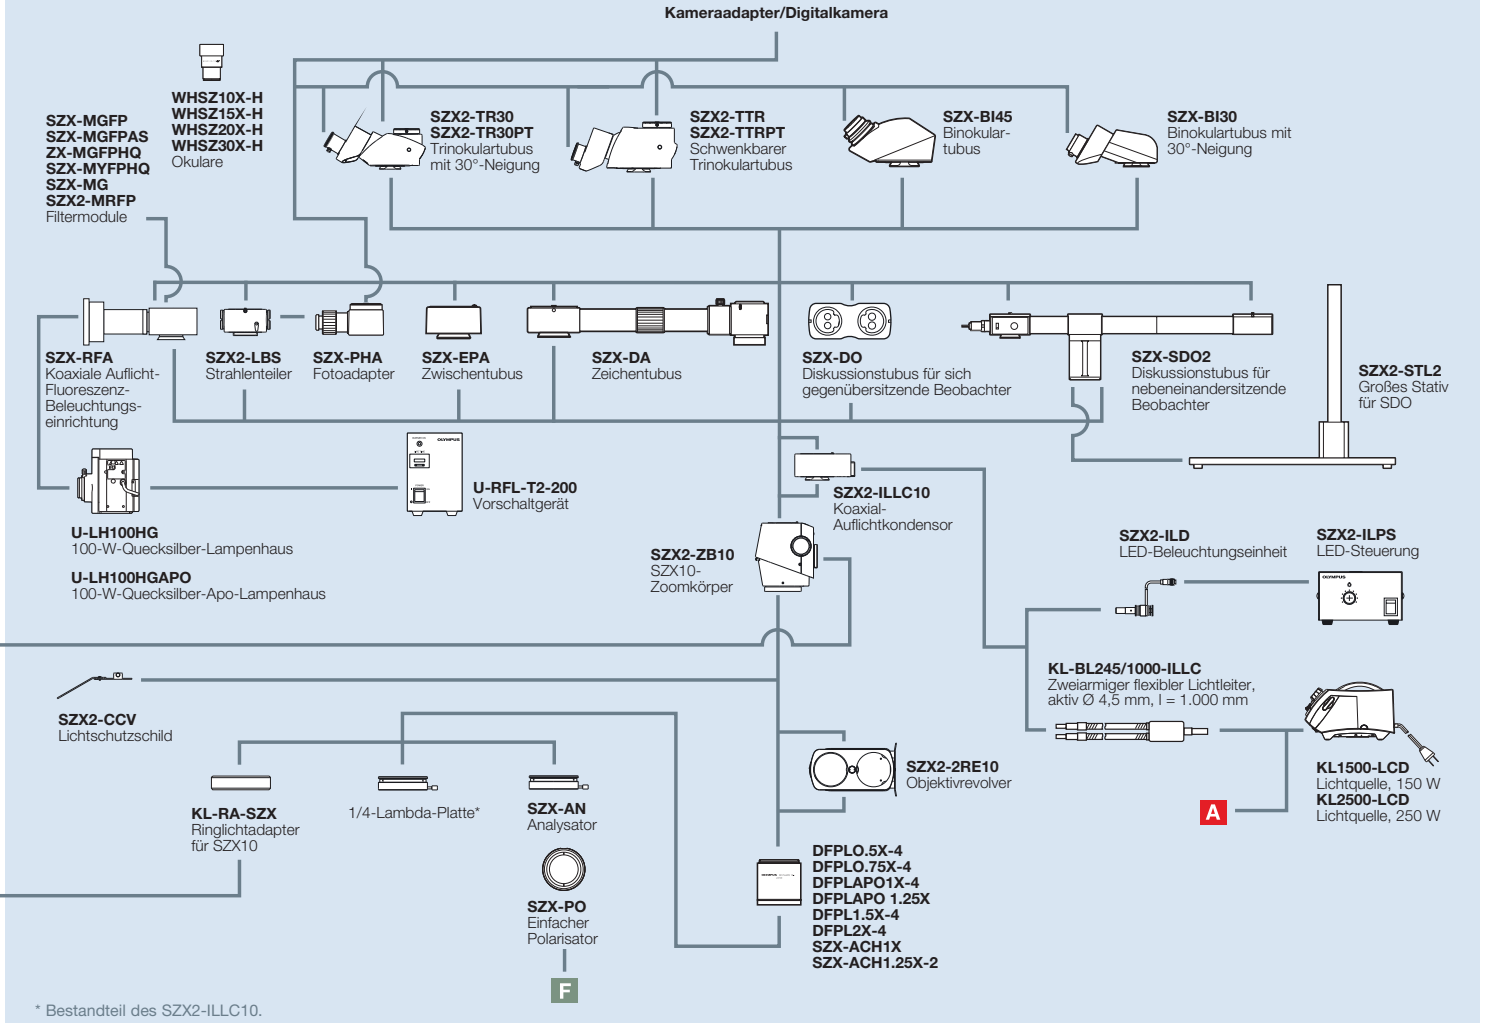 Kameraadapter/Digitalkamera
WHSZ10X-H
WHSZ15X-H
WHSZ20X-H
WHSZ30X-H
Okulare
SZX-MGFP
SZX-MGFPAS
ZX-MGFPHQ
SZX-MYFPHQ
SZX-MG
SZX2-MRFP
Filtermodule
SZX2-TR30
SZX2-TR30PT
Trinokulartubus
mit 30°-Neigung
SZX2-TTR
SZX2-TTRPT
Schwenkbarer
Trinokulartubus
SZX-BI45
Binokular-
tubus
SZX-BI30
Binokulartubus mit
30°-Neigung
SZX-RFA
Koaxiale Auflicht-
Fluoreszenz-
Beleuchtungs-
einrichtung
SZX2-LBS
Strahlenteiler
SZX-PHA
Fotoadapter
SZX-EPA
Zwischentubus
SZX-DA
Zeichentubus
SZX-DO
Diskussionstubus für sich
gegenübersitzende Beobachter
SZX-SDO2
Diskussionstubus für
nebeneinandersitzende
Beobachter
SZX2-STL2
Großes Stativ
für SDO
OLYMPUS
U-RFL-T2-200
Vorschaltgerät
SZX2-ILLC10
Koaxial-
Auflichtkondensor
U-LH100HG
100-W-Quecksilber-Lampenhaus
U-LH100HGAPO
100-W-Quecksilber-Apo-Lampenhaus
SZX2-ZB10
SZX10-
Zoomkörper
SZX2-ILD
LED-Beleuchtungseinheit
SZX2-ILPS
LED-Steuerung
OLYMPUS
KL-BL245/1000-ILLC
Zweiarmiger flexibler Lichtleiter,
aktiv Ø 4,5 mm, l = 1.000 mm
SZX2-CCV
Lichtschutzschild
SZX2-2RE10
Objektivrevolver
KL1500-LCD
Lichtquelle, 150 W
KL2500-LCD
Lichtquelle, 250 W
A
KL-RA-SZX
Ringlichtadapter
für SZX10
1/4-Lambda-Platte*
SZX-AN
Analysator
SZX-PO
Einfacher
Polarisator
F
OLYMPUS
DFPLO.5X-4
DFPLO.75X-4
DFPLAPO1X-4
DFPLAPO 1.25X
DFPL1.5X-4
DFPL2X-4
SZX-ACH1X
SZX-ACH1.25X-2
* Bestandteil des SZX2-ILLC10.